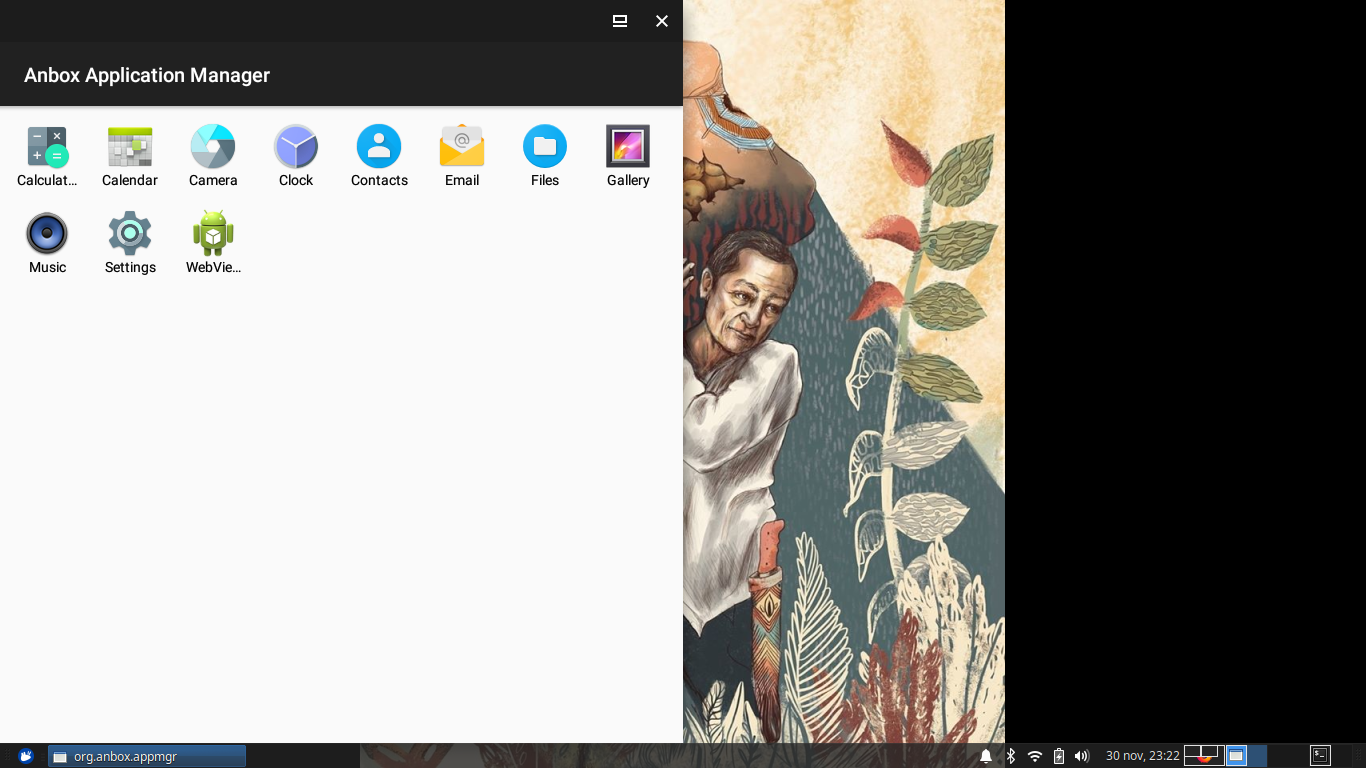 Anbox Application Manager
Calculat...
Calendar
Camera
Clock
Contacts
Email
Files
Gallery
Music
Settings
WebVie...
org.anbox.appmgr
30 nov, 23:22